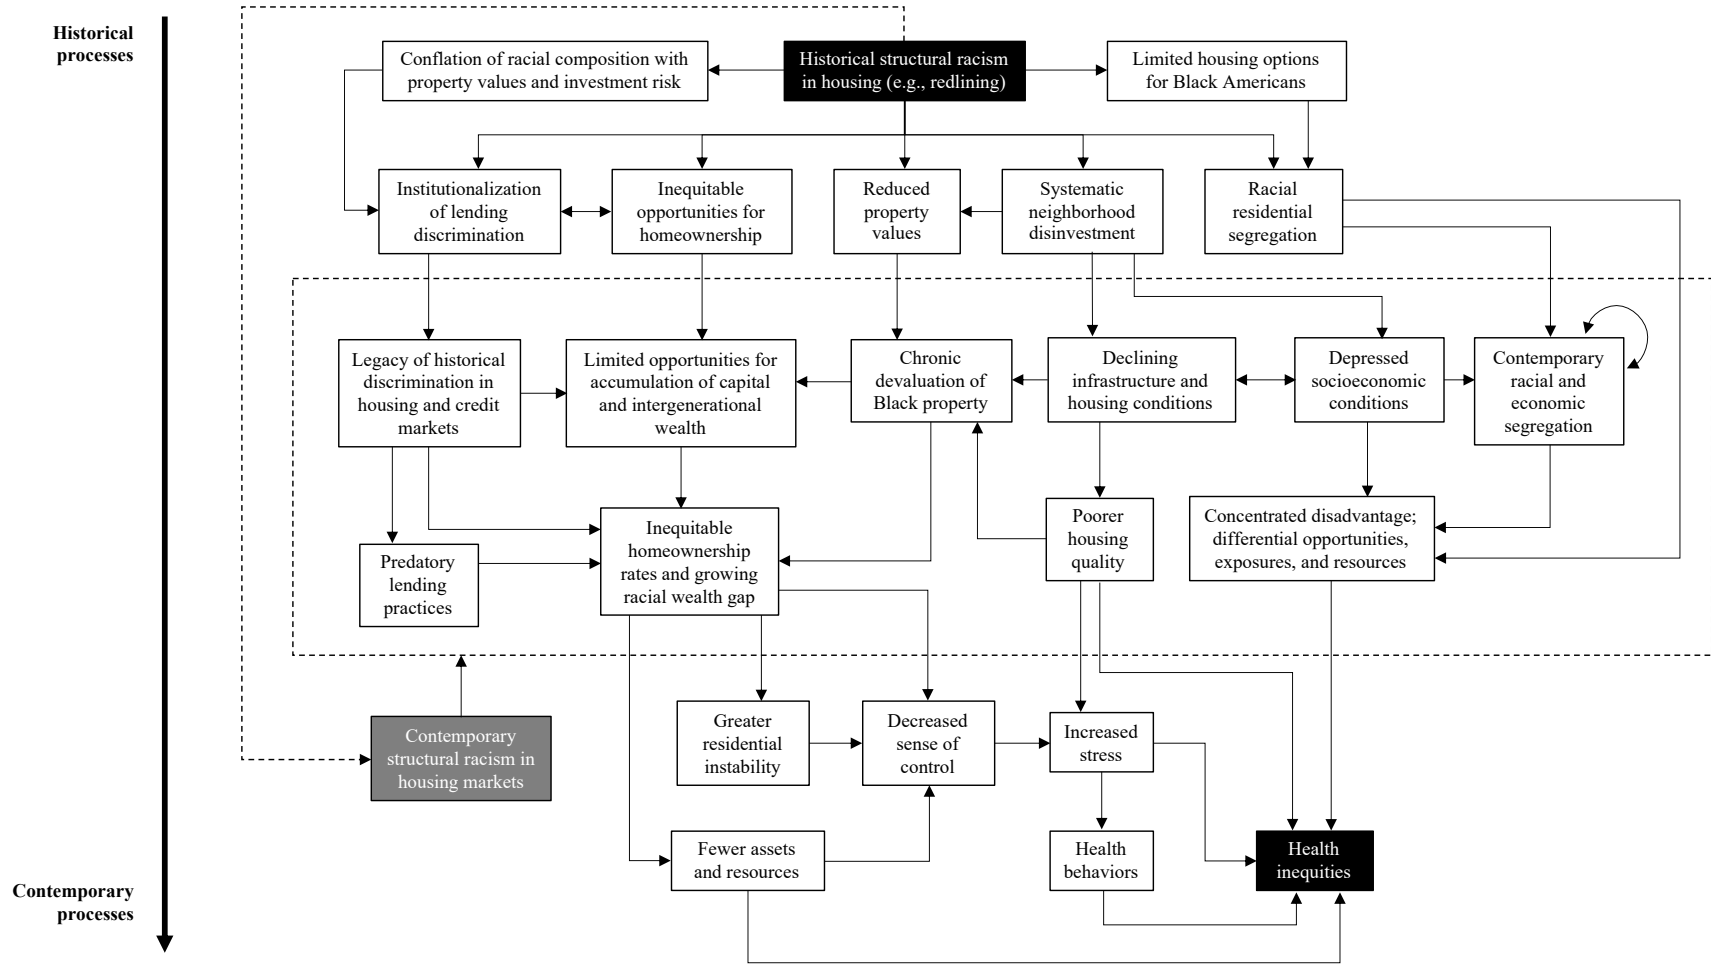 Historical
processes
Conflation of racial composition with
property values and investment risk
Historical structural racism
in housing (e.g., redlining)
Limited housing options
for Black Americans
Institutionalization
of lending
discrimination
Inequitable
opportunities for
homeownership
Reduced
property
values
Systematic
neighborhood
disinvestment
Racial
residential
segregation
Legacy of historical
discrimination in
housing and credit
markets
Limited opportunities for
accumulation of capital
and intergenerational
wealth
Chronic
devaluation of
Black property
Declining
infrastructure and
housing conditions
Depressed
socioeconomic
conditions
Contemporary
racial and
economic
segregation
Predatory
lending
practices
Inequitable
homeownership
rates and growing
racial wealth gap
Poorer
housing
quality
Concentrated disadvantage;
differential opportunities,
exposures, and resources
Contemporary
structural racism in
housing markets
Greater
residential
instability
Decreased
sense of
control
Increased
stress
Fewer assets
and resources
Health
behaviors
Health
inequities
Contemporary
processes